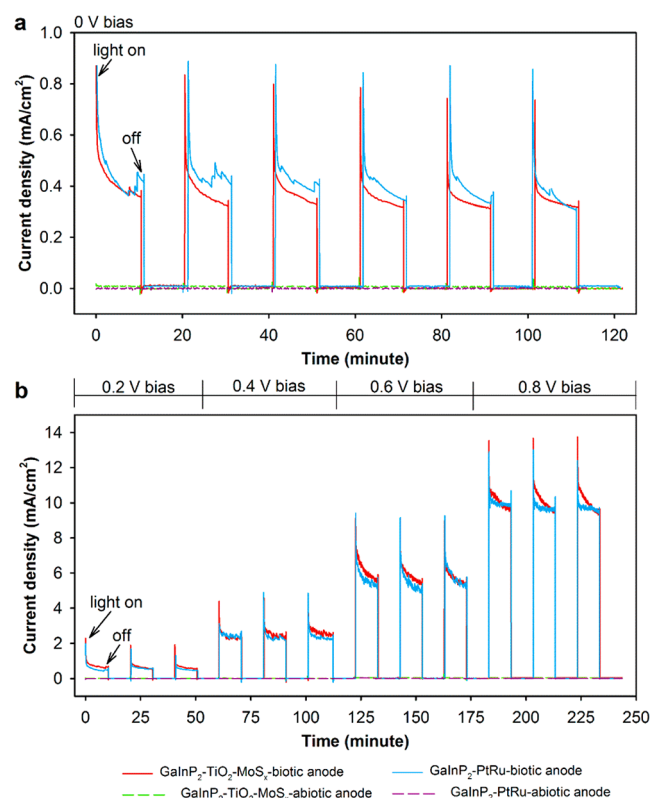 0 V bias
a
light on
off
Current density (mA/cm²)
1.0
0.8
0.6
0.4
0.2
0.0
0 20 40 60 80 100 120
Time (minute)
b
0.2 V bias 0.4 V bias 0.6 V bias 0.8 V bias
Current density (mA/cm²)
14
12
10
8
6
4
2
0
light on
off
0 25 50 75 100 125 150 175 200 225 250
Time (minute)
GaInP₂-TiO₂-MoSₓ-biotic anode GaInP₂-PtRu-biotic anode
GaInP₂-TiO₂-MoSₓ-abiotic anode GaInP₂-PtRu-abiotic anode